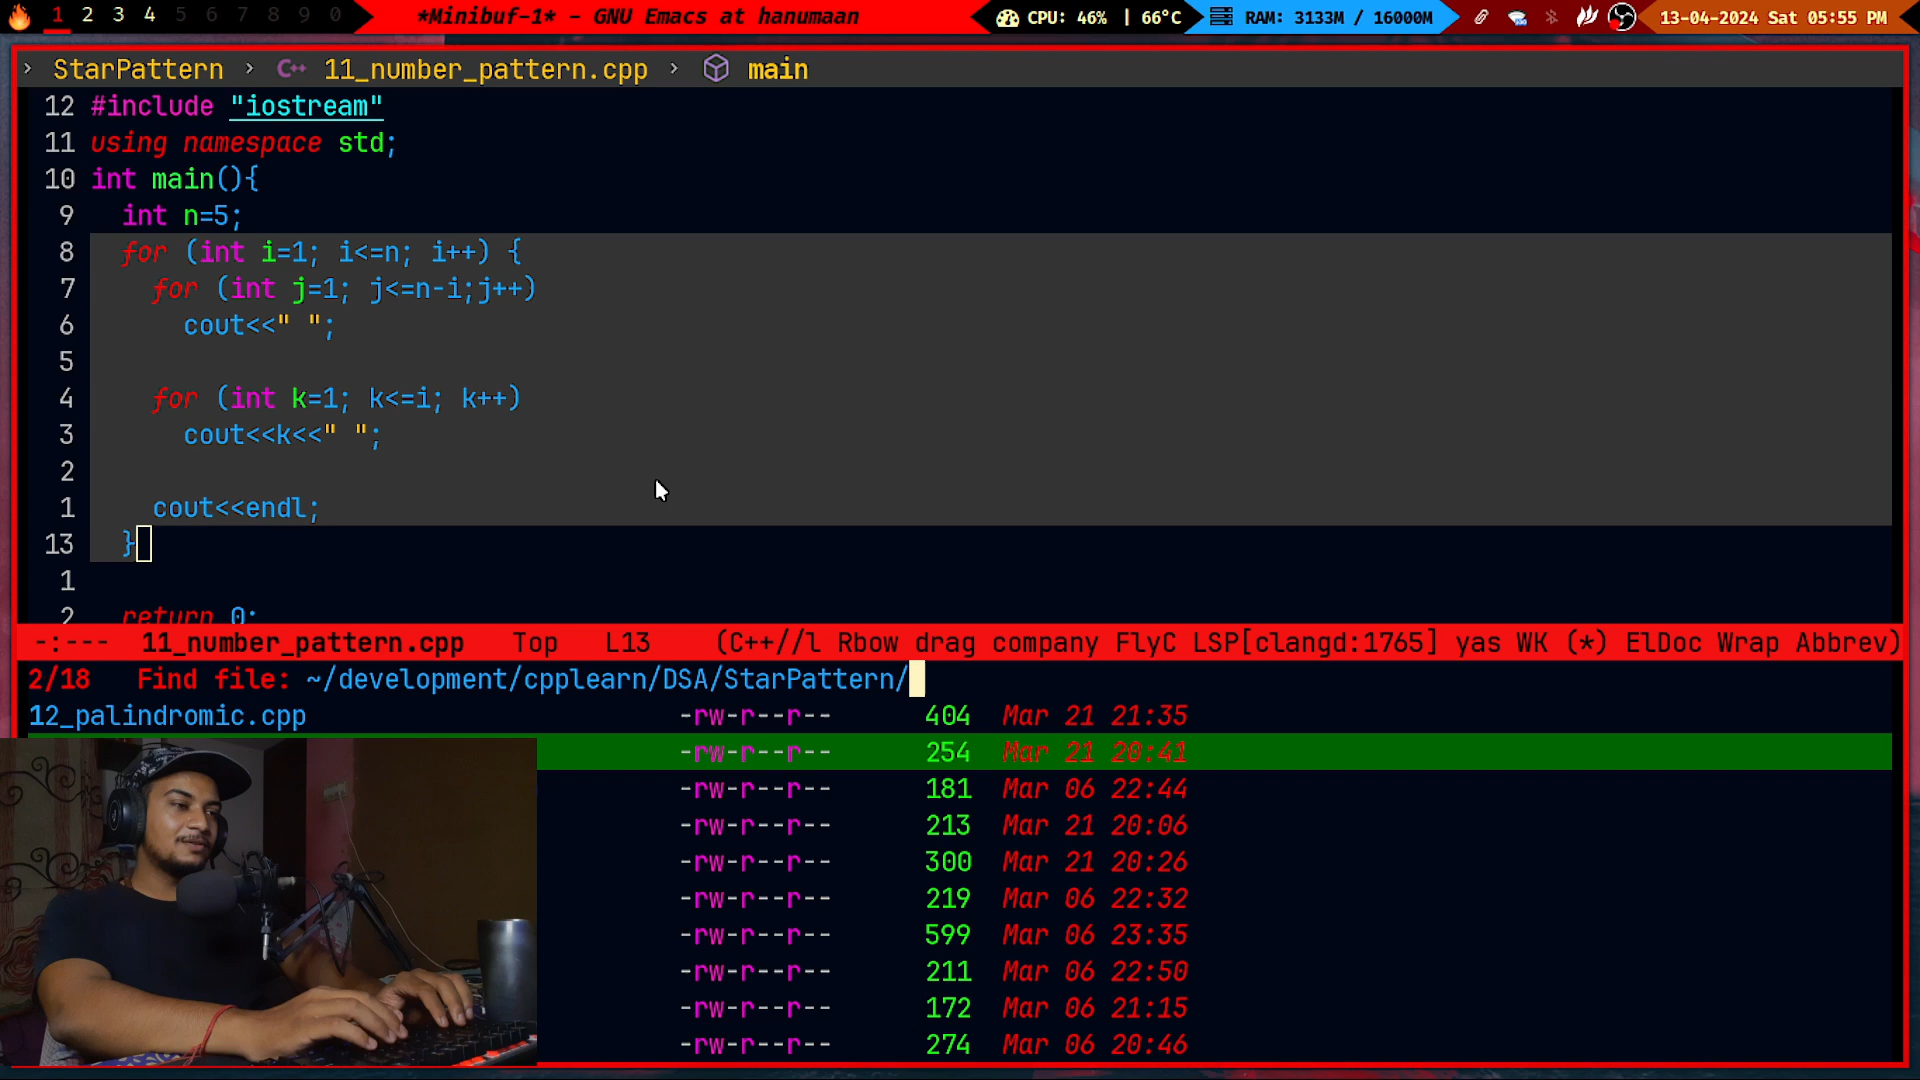 1 2 3 4 5 6 7 8 9 0 *Minibuf-1* - GNU Emacs at hanumaan CPU: 46% | 66°C RAM: 3133M / 16000M 13-04-2024 Sat 05:55 PM
› StarPattern › C++ 11_number_pattern.cpp › main
12 #include "iostream"
11 using namespace std;
10 int main(){
9 int n=5;
8 for (int i=1; i<=n; i++) {
7 for (int j=1; j<=n-i;j++)
6 cout<<" ";
5
4 for (int k=1; k<=i; k++)
3 cout<<k<<" ";
2
1 cout<<endl;
13 }
1
2 return 0;
-:--- 11_number_pattern.cpp Top L13 (C++//l Rbow drag company FlyC LSP[clangd:1765] yas WK (*) ElDoc Wrap Abbrev)
2/18 Find file: ~/development/cpplearn/DSA/StarPattern/
12_palindromic.cpp -rw-r--r-- 404 Mar 21 21:35
-rw-r--r-- 254 Mar 21 20:41
-rw-r--r-- 181 Mar 06 22:44
-rw-r--r-- 213 Mar 21 20:06
-rw-r--r-- 300 Mar 21 20:26
-rw-r--r-- 219 Mar 06 22:32
-rw-r--r-- 599 Mar 06 23:35
-rw-r--r-- 211 Mar 06 22:50
-rw-r--r-- 172 Mar 06 21:15
-rw-r--r-- 274 Mar 06 20:46